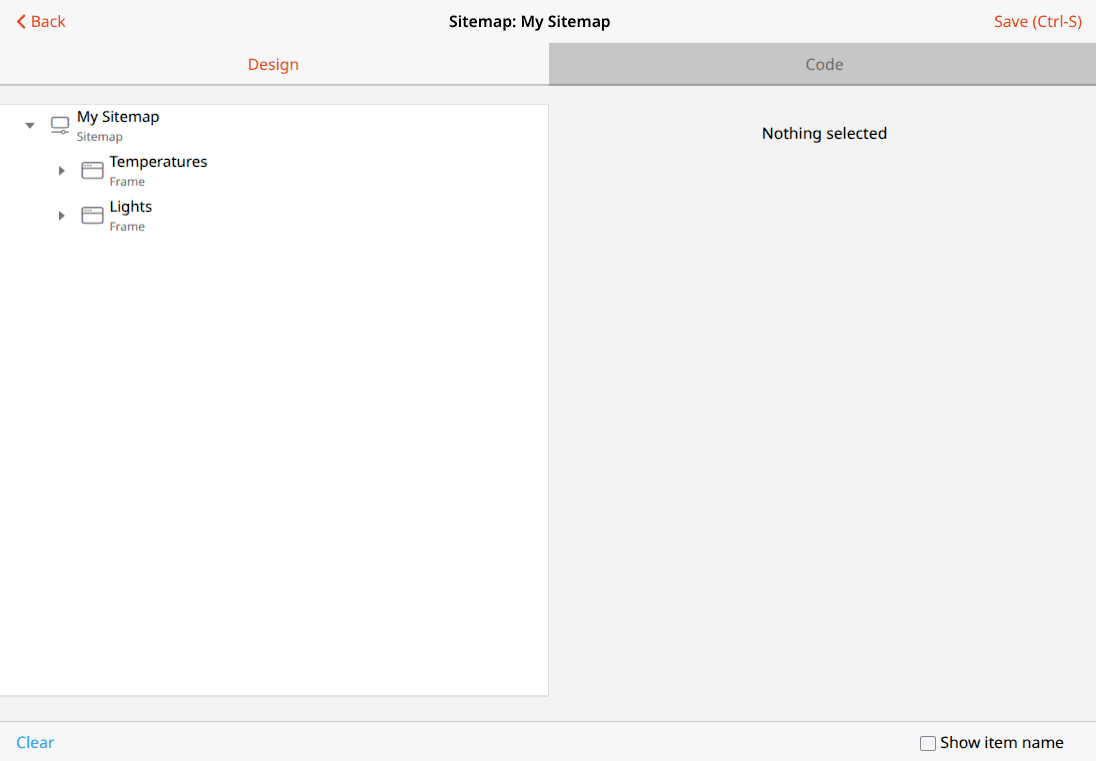 Back
Sitemap: My Sitemap
Save (Ctrl-S)
Design
Code
My Sitemap
Sitemap
Temperatures
Frame
Lights
Frame
Nothing selected
Clear
Show item name